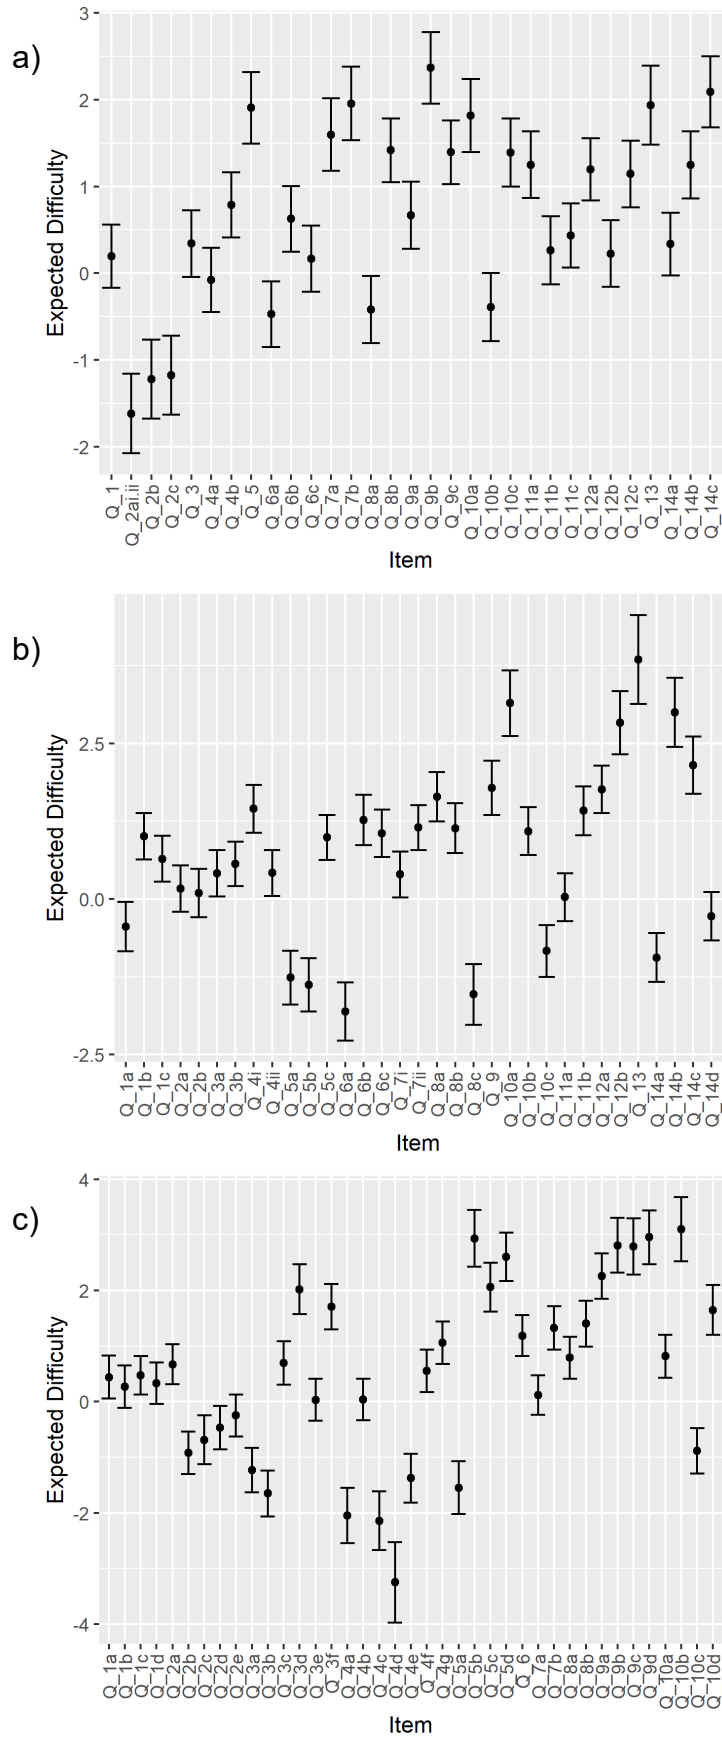 a)
Expected Difficulty
3
2
1
0
-1
-2
Q_1
Q_2ai.ii
Q_2b
Q_2c
Q_3
Q_4a
Q_4b
Q_5
Q_6a
Q_6b
Q_6c
Q_7a
Q_7b
Q_8a
Q_8b
Q_9a
Q_9b
Q_9c
Q_10a
Q_10b
Q_10c
Q_11a
Q_11b
Q_11c
Q_12a
Q_12b
Q_12c
Q_13
Q_14a
Q_14b
Q_14c
Item
b)
Expected Difficulty
2.5
0.0
-2.5
Q_1a
Q_1b
Q_1c
Q_2a
Q_2b
Q_3a
Q_3b
Q_4i
Q_4ii
Q_5a
Q_5b
Q_5c
Q_6a
Q_6b
Q_6c
Q_7i
Q_7ii
Q_8a
Q_8b
Q_8c
Q_9
Q_10a
Q_10b
Q_10c
Q_11a
Q_11b
Q_12a
Q_12b
Q_13
Q_14a
Q_14b
Q_14c
Q_14d
Item
c)
Expected Difficulty
4
2
0
-2
-4
Q_1a
Q_1b
Q_1c
Q_1d
Q_2a
Q_2b
Q_2c
Q_2d
Q_2e
Q_3a
Q_3b
Q_3c
Q_3d
Q_3e
Q_3f
Q_4a
Q_4b
Q_4c
Q_4d
Q_4e
Q_4f
Q_4g
Q_5a
Q_5b
Q_5c
Q_5d
Q_6
Q_7a
Q_7b
Q_8a
Q_8b
Q_9a
Q_9b
Q_9c
Q_9d
Q_10a
Q_10b
Q_10c
Q_10d
Item